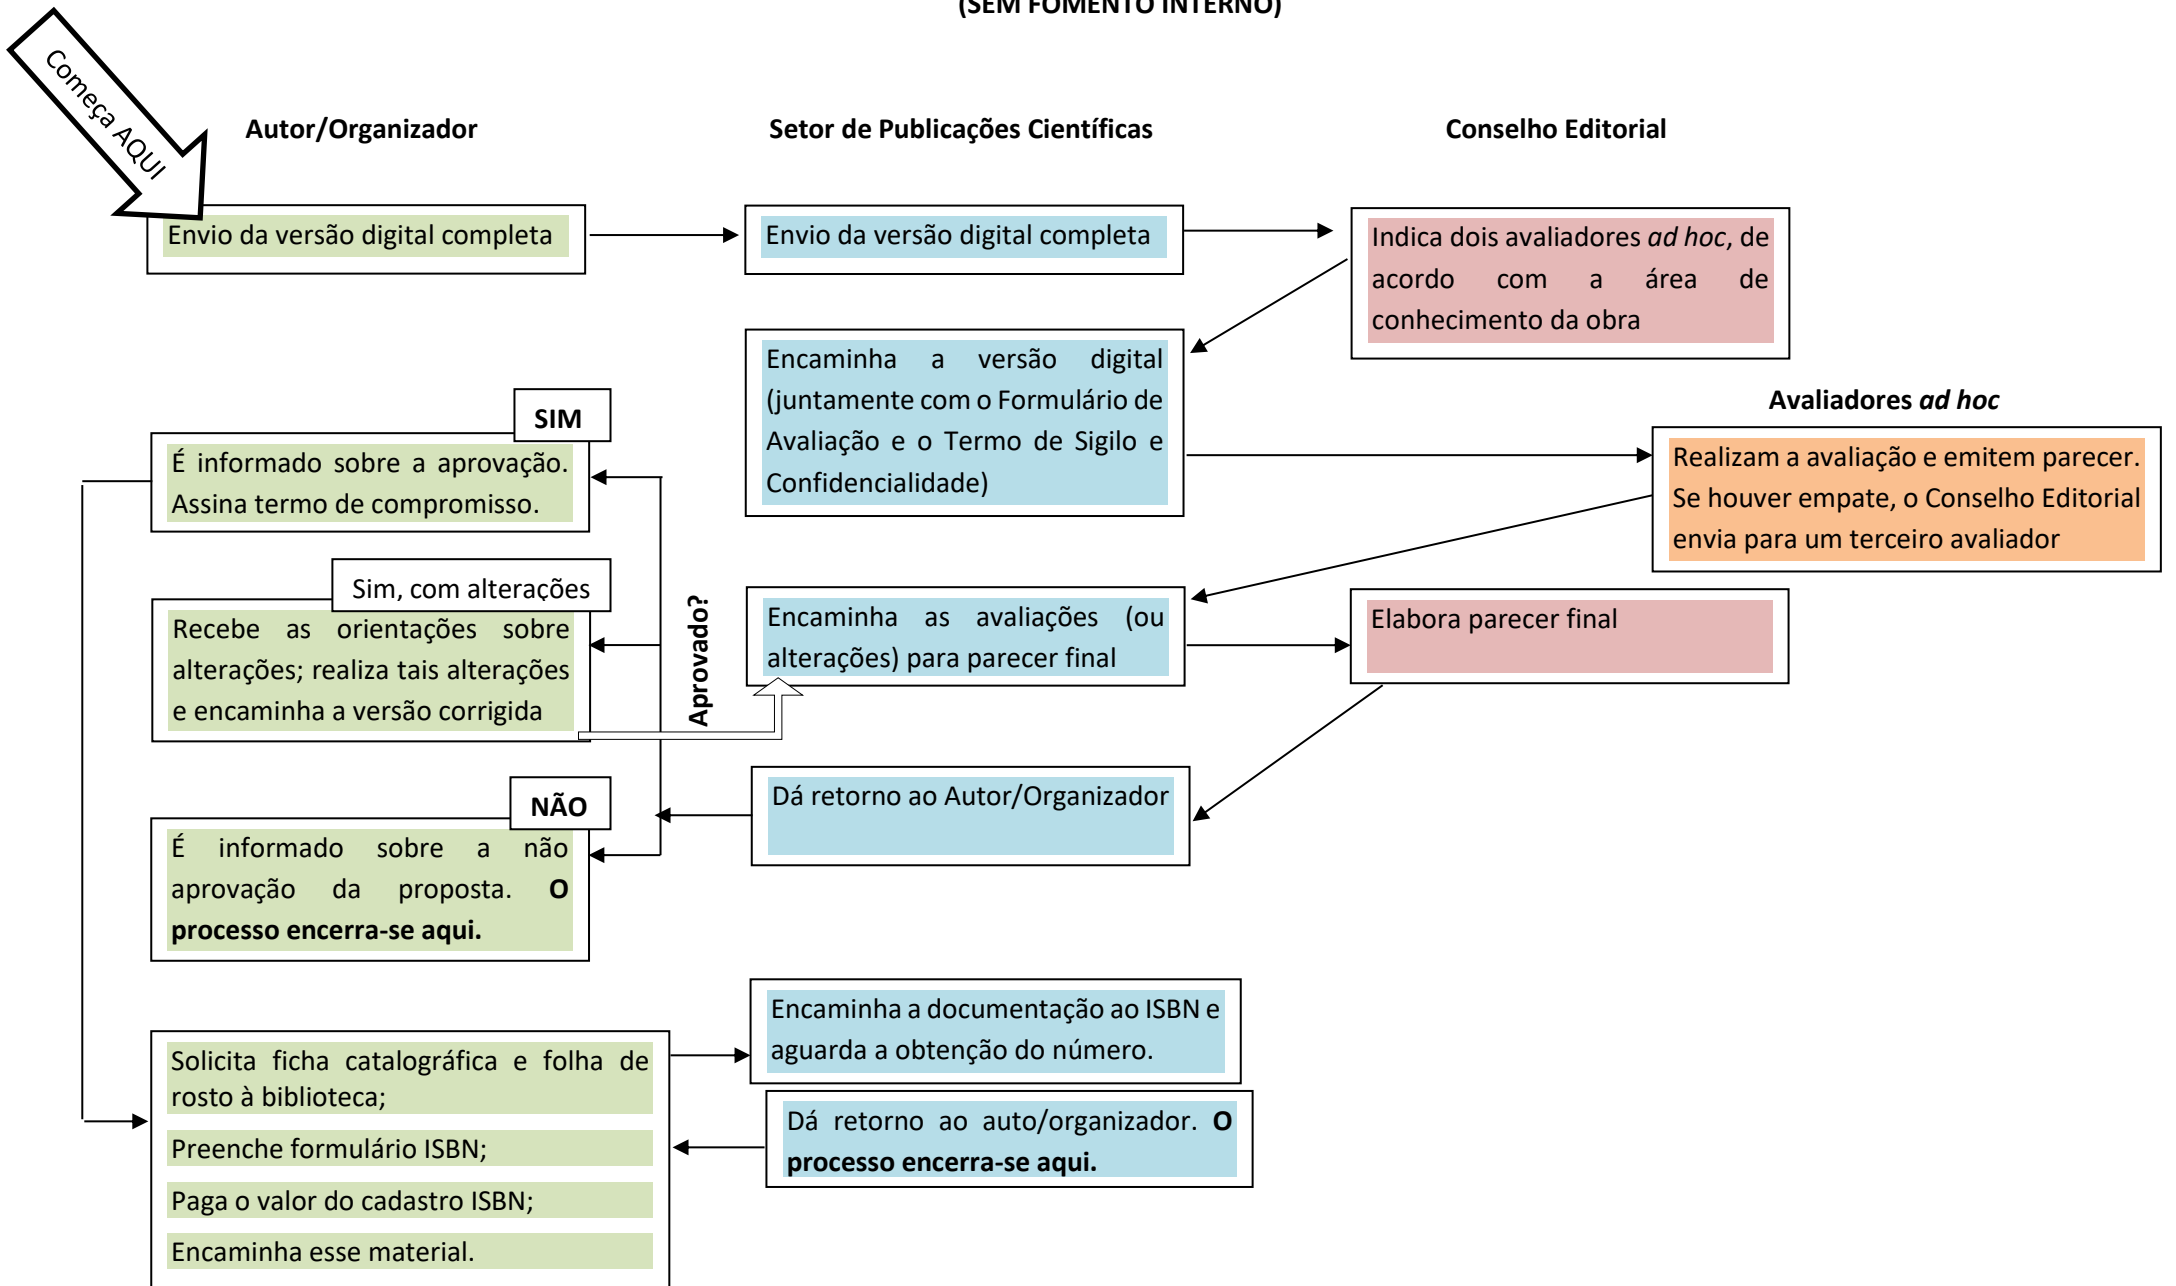 (SEM FOMENTO INTERNO)
Começa AQUI
Autor/Organizador
Setor de Publicações Científicas
Conselho Editorial
Envio da versão digital completa
Envio da versão digital completa
Indica dois avaliadores ad hoc, de
acordo com a área de
conhecimento da obra
Encaminha a versão digital
(juntamente com o Formulário de
Avaliação e o Termo de Sigilo e
Confidencialidade)
Avaliadores ad hoc
Realizam a avaliação e emitem parecer.
Se houver empate, o Conselho Editorial
envia para um terceiro avaliador
SIM
É informado sobre a aprovação.
Assina termo de compromisso.
Sim, com alterações
Recebe as orientações sobre
alterações; realiza tais alterações
e encaminha a versão corrigida
Aprovado?
Encaminha as avaliações (ou
alterações) para parecer final
Elabora parecer final
Dá retorno ao Autor/Organizador
NÃO
É informado sobre a não
aprovação da proposta. O
processo encerra-se aqui.
Encaminha a documentação ao ISBN e
aguarda a obtenção do número.
Solicita ficha catalográfica e folha de
rosto à biblioteca;
Preenche formulário ISBN;
Paga o valor do cadastro ISBN;
Encaminha esse material.
Dá retorno ao auto/organizador. O
processo encerra-se aqui.